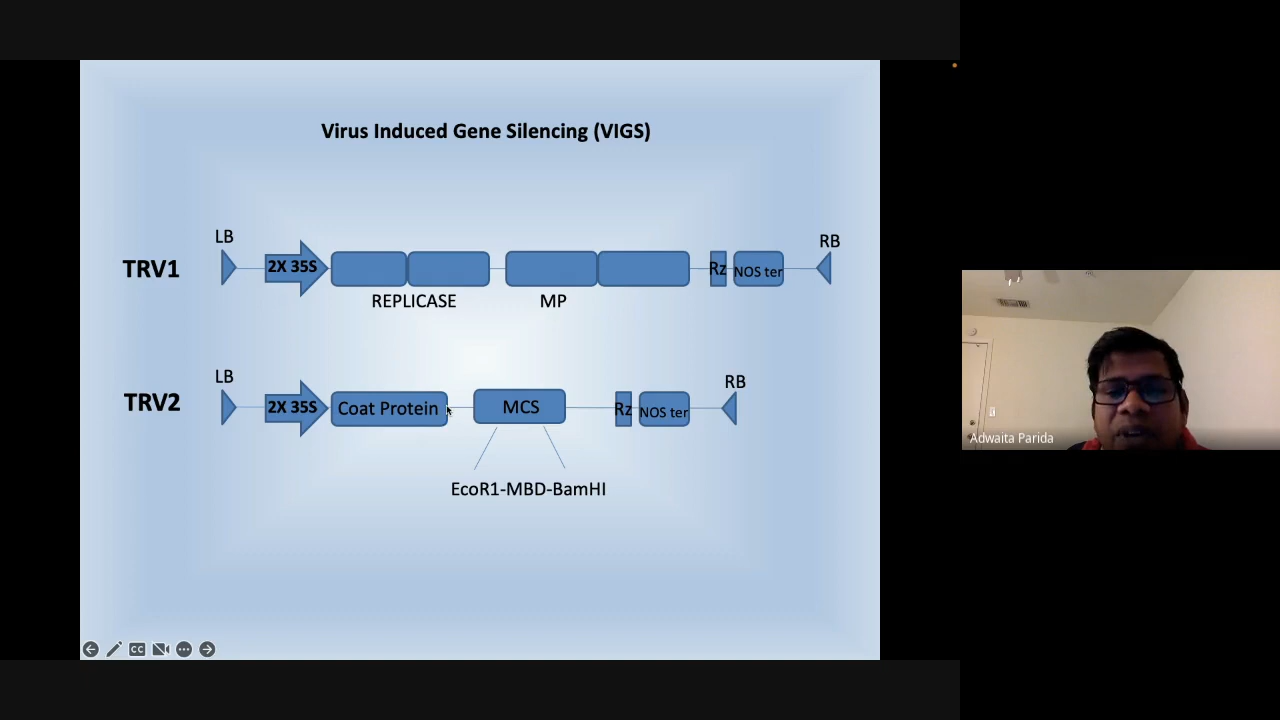 Virus Induced Gene Silencing (VIGS)
LB
RB
TRV1
2X 35S
Rz
NOS ter
REPLICASE
MP
LB
RB
TRV2
2X 35S
Coat Protein
MCS
Rz
NOS ter
EcoR1-MBD-BamHI
CC
Adwaita Parida